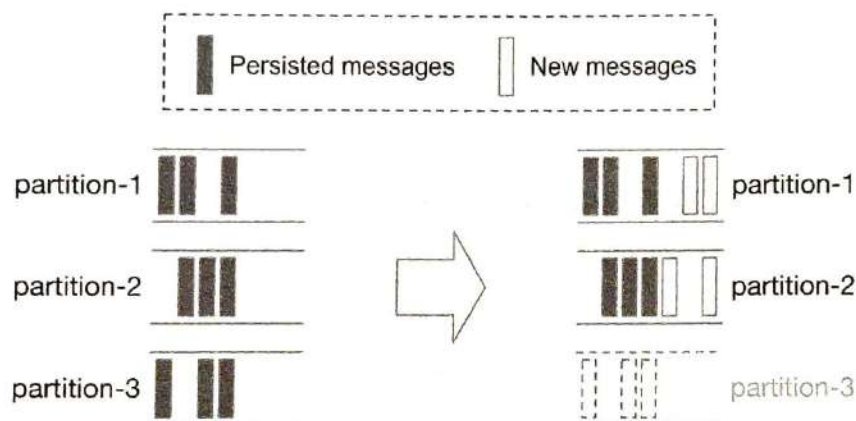 Persisted messages New messages
partition-1 partition-1
partition-2 partition-2
partition-3 partition-3